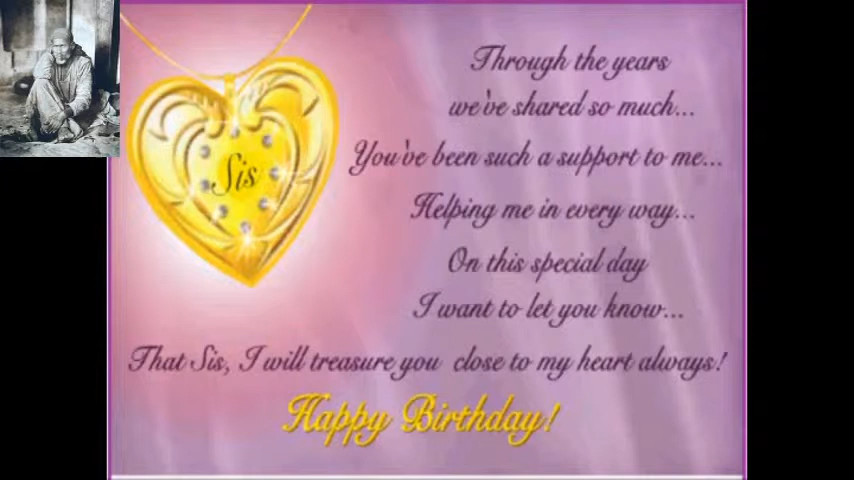 Sis
Through the years
we've shared so much...
You've been such a support to me...
Helping me in every way...
On this special day
I want to let you know...
That Sis, I will treasure you close to my heart always!
Happy Birthday!